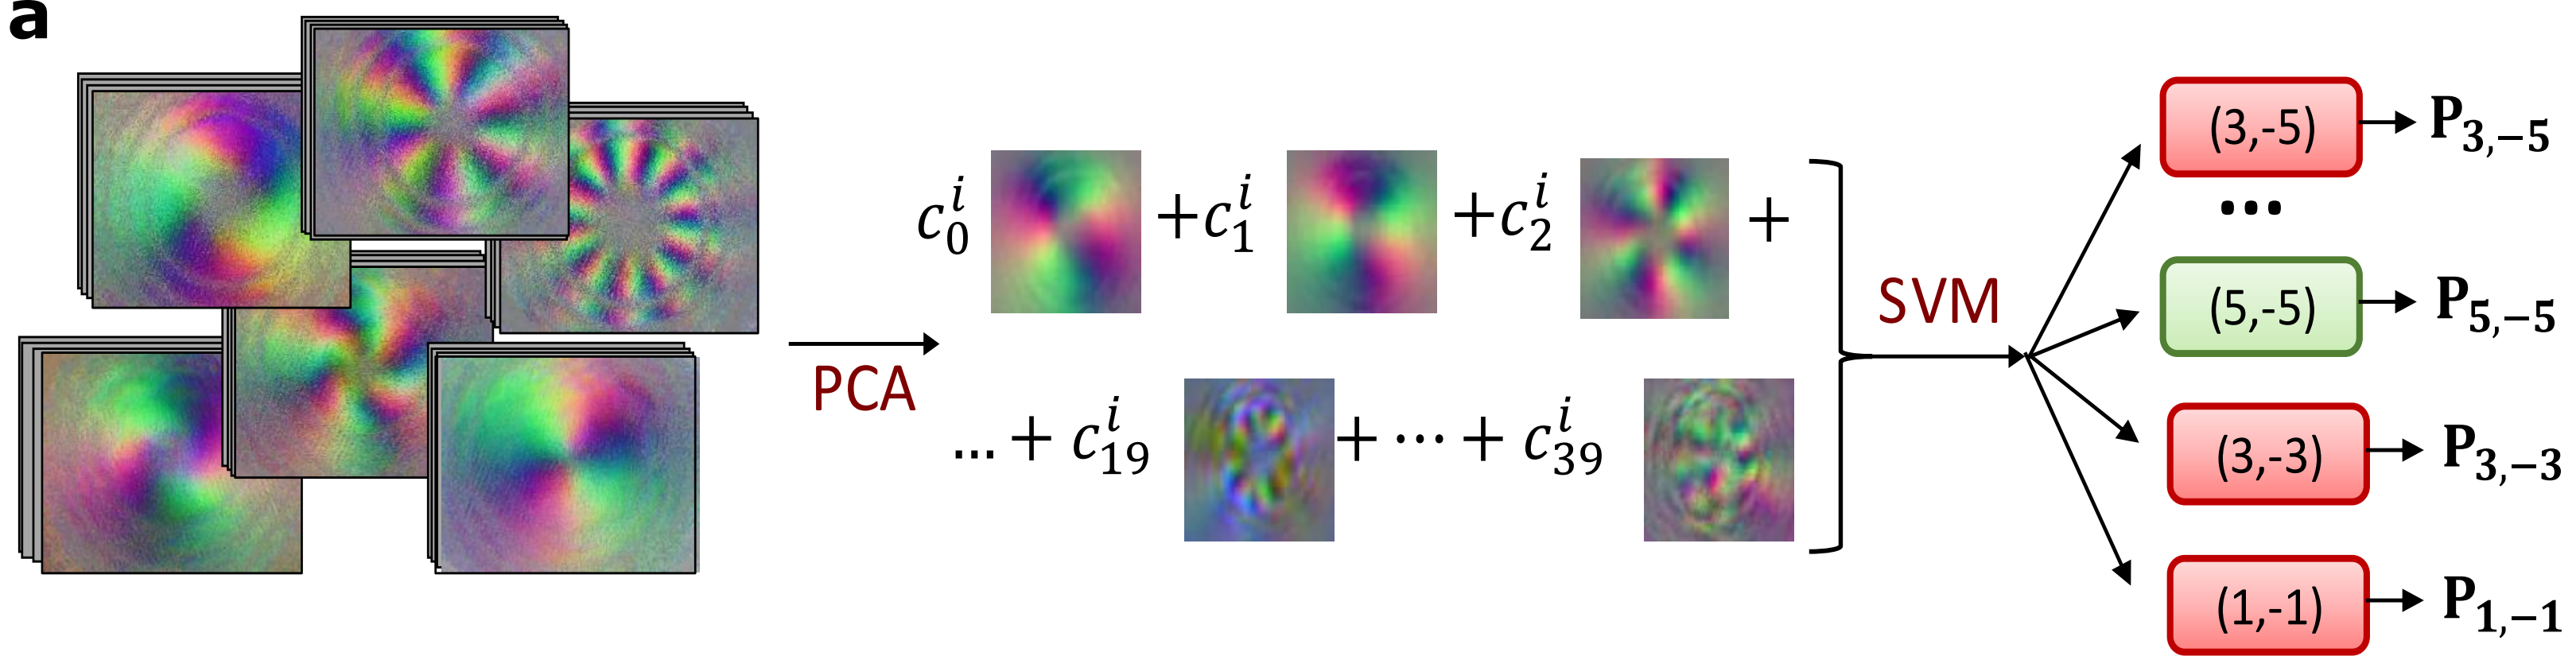 a
PCA
c_0^i + c_1^i + c_2^i +
... + c_19^i + ⋯ + c_39^i
SVM
(3,-5) P_3,−5
...
(5,-5) P_5,−5
(3,-3) P_3,−3
(1,-1) P_1,−1